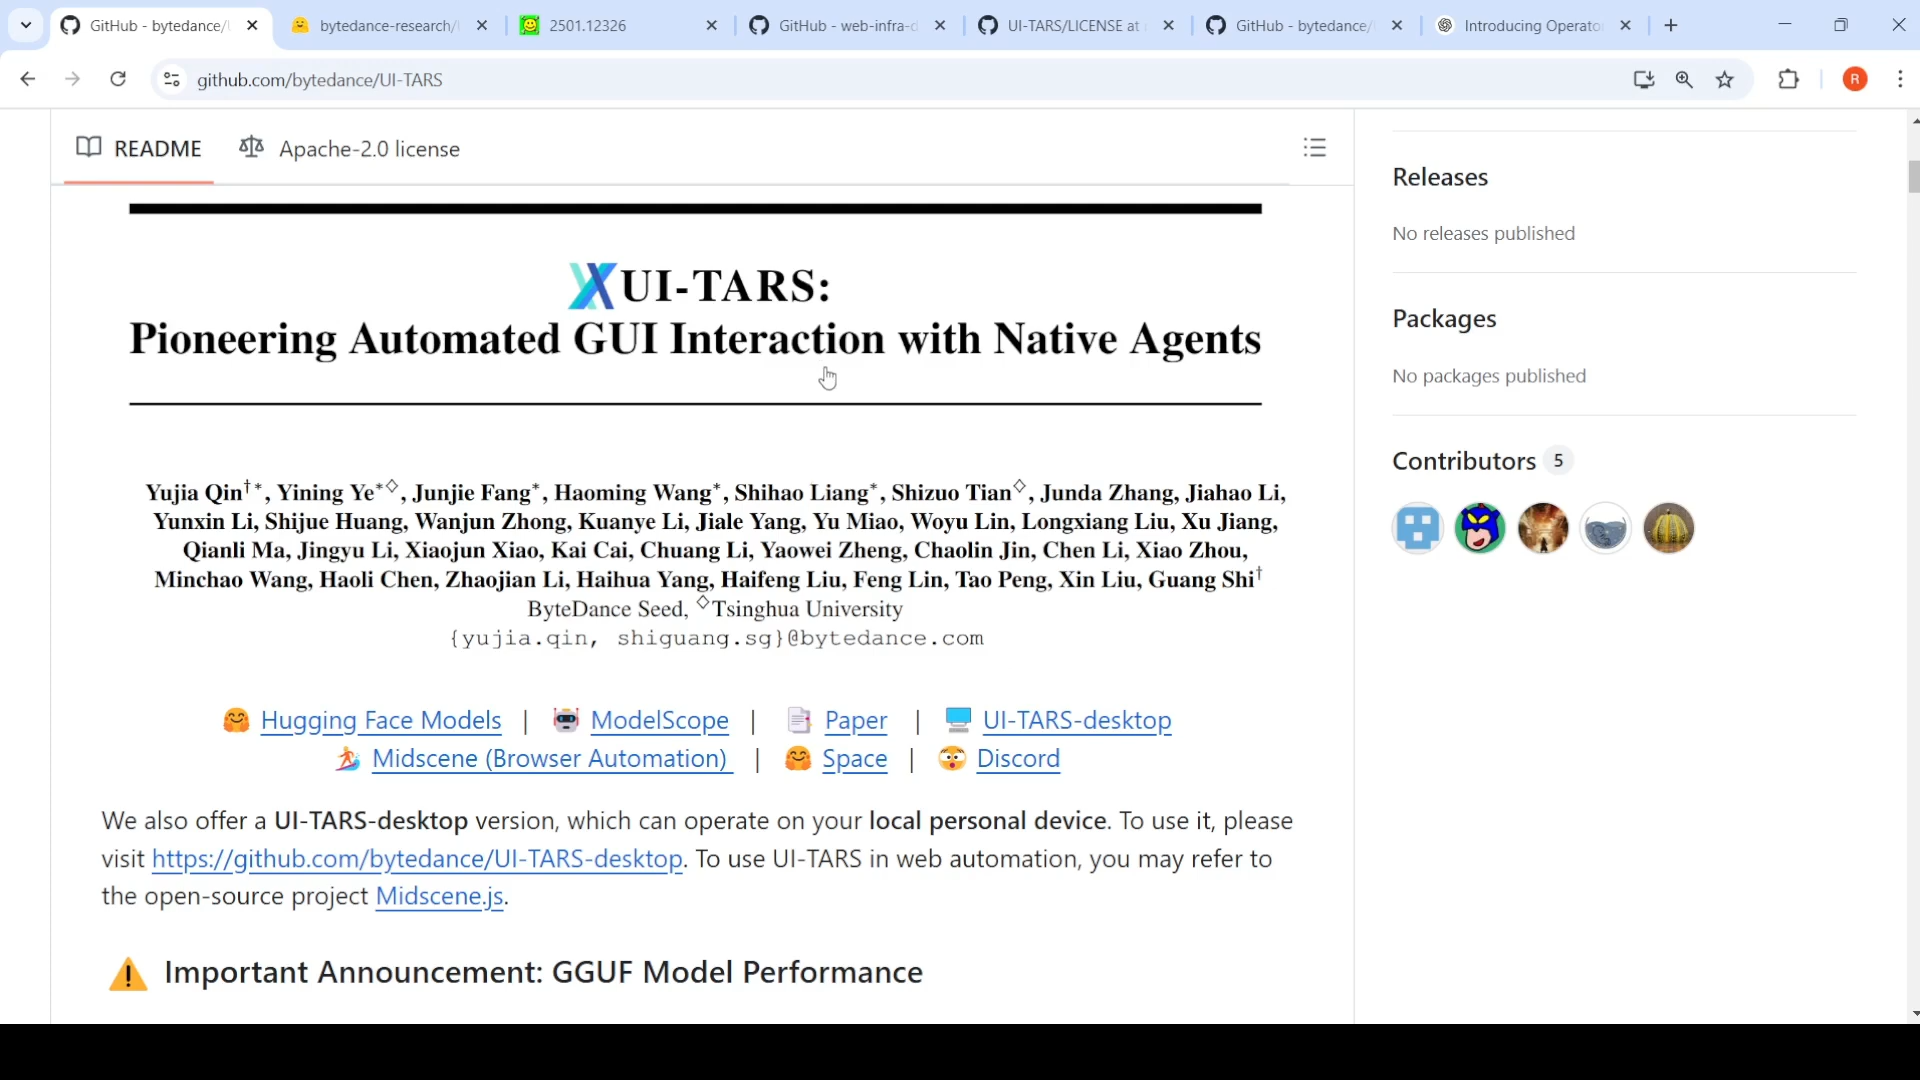 GitHub - bytedance/
bytedance-research/
2501.12326
GitHub - web-infra-d
UI-TARS/LICENSE at
GitHub - bytedance/
Introducing Operato
github.com/bytedance/UI-TARS
R
README
Apache-2.0 license
UI-TARS:
Pioneering Automated GUI Interaction with Native Agents
Yujia Qin†*, Yining Ye*◇, Junjie Fang*, Haoming Wang*, Shihao Liang*, Shizuo Tian◇, Junda Zhang, Jiahao Li,
Yunxin Li, Shijue Huang, Wanjun Zhong, Kuanye Li, Jiale Yang, Yu Miao, Woyu Lin, Longxiang Liu, Xu Jiang,
Qianli Ma, Jingyu Li, Xiaojun Xiao, Kai Cai, Chuang Li, Yaowei Zheng, Chaolin Jin, Chen Li, Xiao Zhou,
Minchao Wang, Haoli Chen, Zhaojian Li, Haihua Yang, Haifeng Liu, Feng Lin, Tao Peng, Xin Liu, Guang Shi†
ByteDance Seed, ◇Tsinghua University
{yujia.qin, shiguang.sg}@bytedance.com
🤗 Hugging Face Models | 🤖 ModelScope | 📑 Paper | 🖥️ UI-TARS-desktop
🏄 Midscene (Browser Automation) | 🤗 Space | 🫨 Discord
We also offer a UI-TARS-desktop version, which can operate on your local personal device. To use it, please
visit https://github.com/bytedance/UI-TARS-desktop. To use UI-TARS in web automation, you may refer to
the open-source project Midscene.js.
⚠️ Important Announcement: GGUF Model Performance
Releases
No releases published
Packages
No packages published
Contributors 5